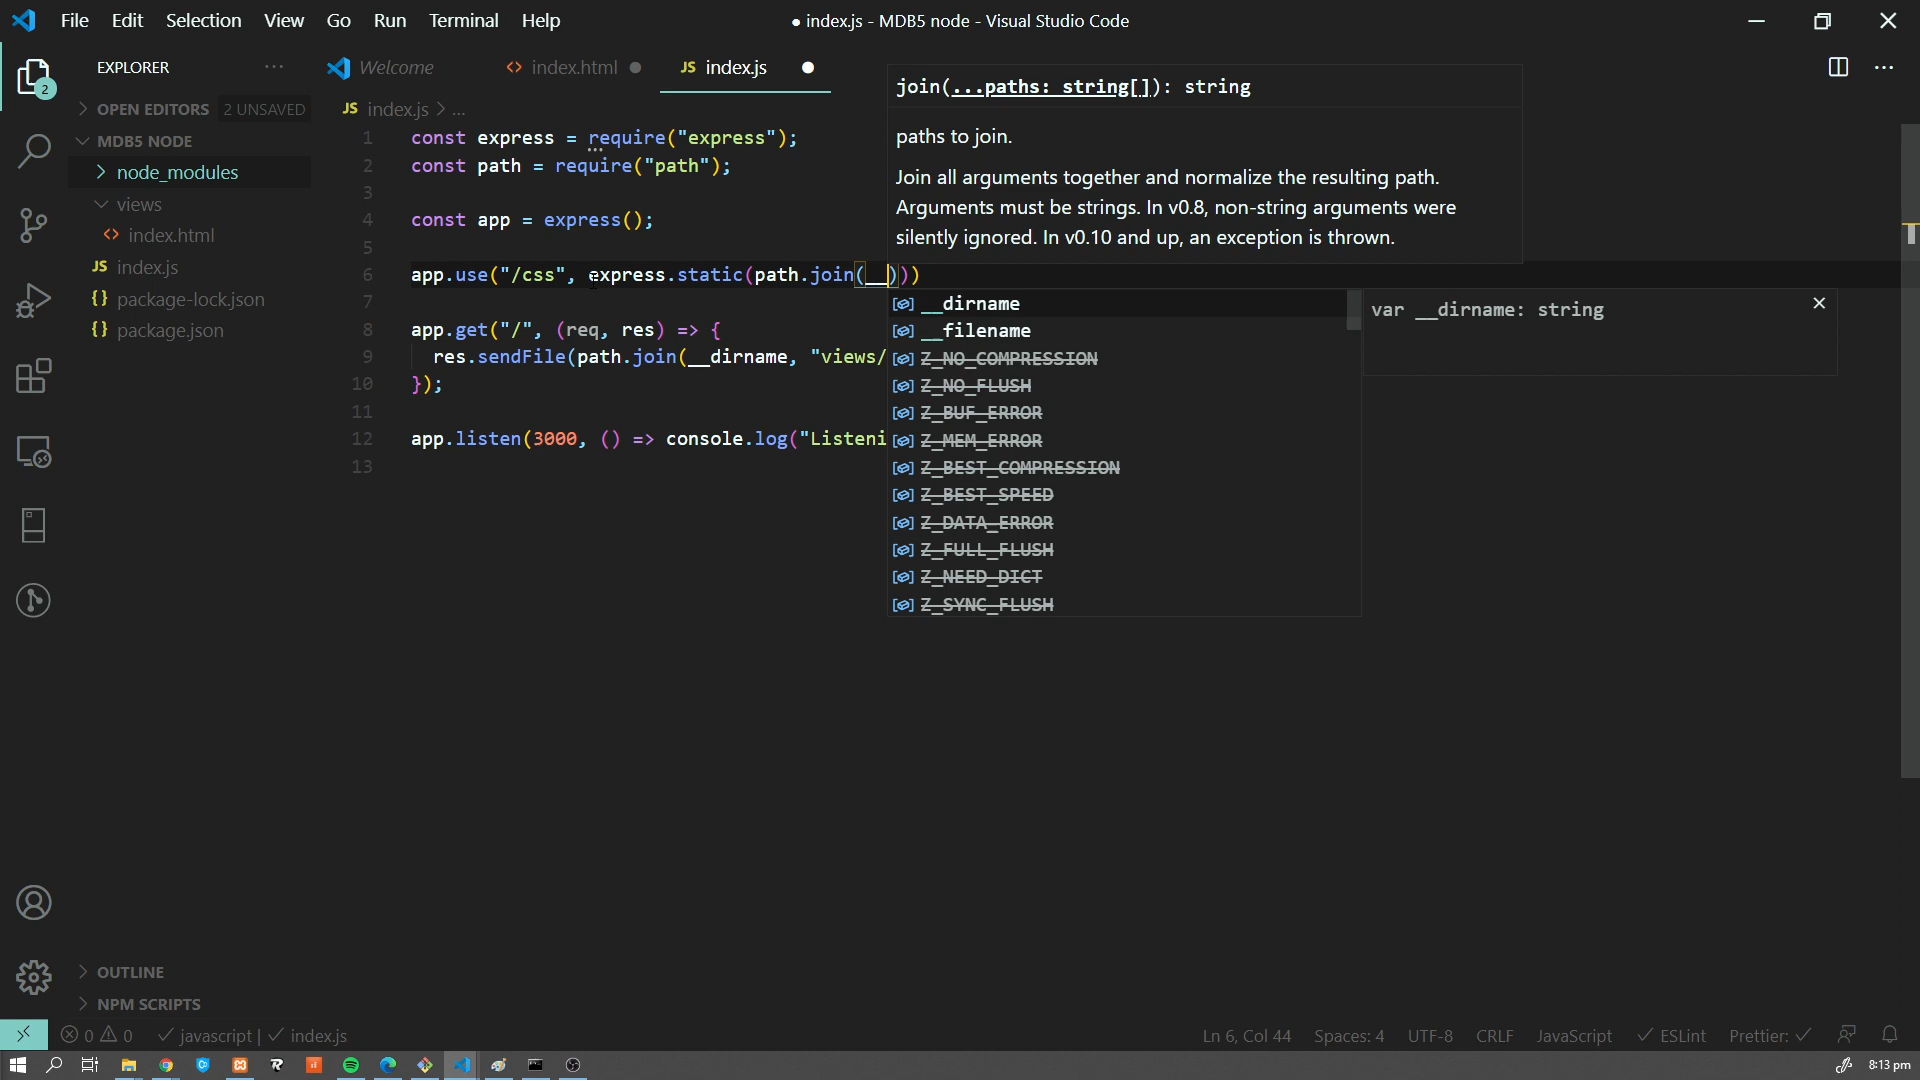 File Edit Selection View Go Run Terminal Help
● index.js - MDB5 node - Visual Studio Code
2
EXPLORER
OPEN EDITORS 2 UNSAVED
MDB5 NODE
node_modules
views
<> index.html
JS index.js
{} package-lock.json
{} package.json
OUTLINE
NPM SCRIPTS
Welcome
<> index.html
JS index.js
JS index.js > ...
1 const express = require("express");
2 const path = require("path");
3
4 const app = express();
5
6 app.use("/css", express.static(path.join(__)))
7
8 app.get("/", (req, res) => {
9 res.sendFile(path.join(__dirname, "views/
10 });
11
12 app.listen(3000, () => console.log("Listeni
13
join(...paths: string[]): string
paths to join.
Join all arguments together and normalize the resulting path.
Arguments must be strings. In v0.8, non-string arguments were
silently ignored. In v0.10 and up, an exception is thrown.
__dirname
__filename
Z_NO_COMPRESSION
Z_NO_FLUSH
Z_BUF_ERROR
Z_MEM_ERROR
Z_BEST_COMPRESSION
Z_BEST_SPEED
Z_DATA_ERROR
Z_FULL_FLUSH
Z_NEED_DICT
Z_SYNC_FLUSH
var __dirname: string
0 0 ✓ javascript | ✓ index.js
Ln 6, Col 44 Spaces: 4 UTF-8 CRLF JavaScript ✓ ESLint Prettier: ✓
8:13 pm